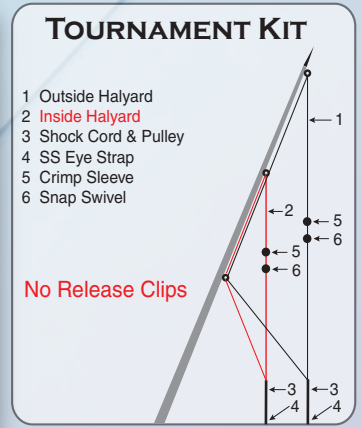 TOURNAMENT KIT
1 Outside Halyard
2 Inside Halyard
3 Shock Cord & Pulley
4 SS Eye Strap
5 Crimp Sleeve
6 Snap Swivel
No Release Clips
1
2
5
6
5
6
3
3
4
4